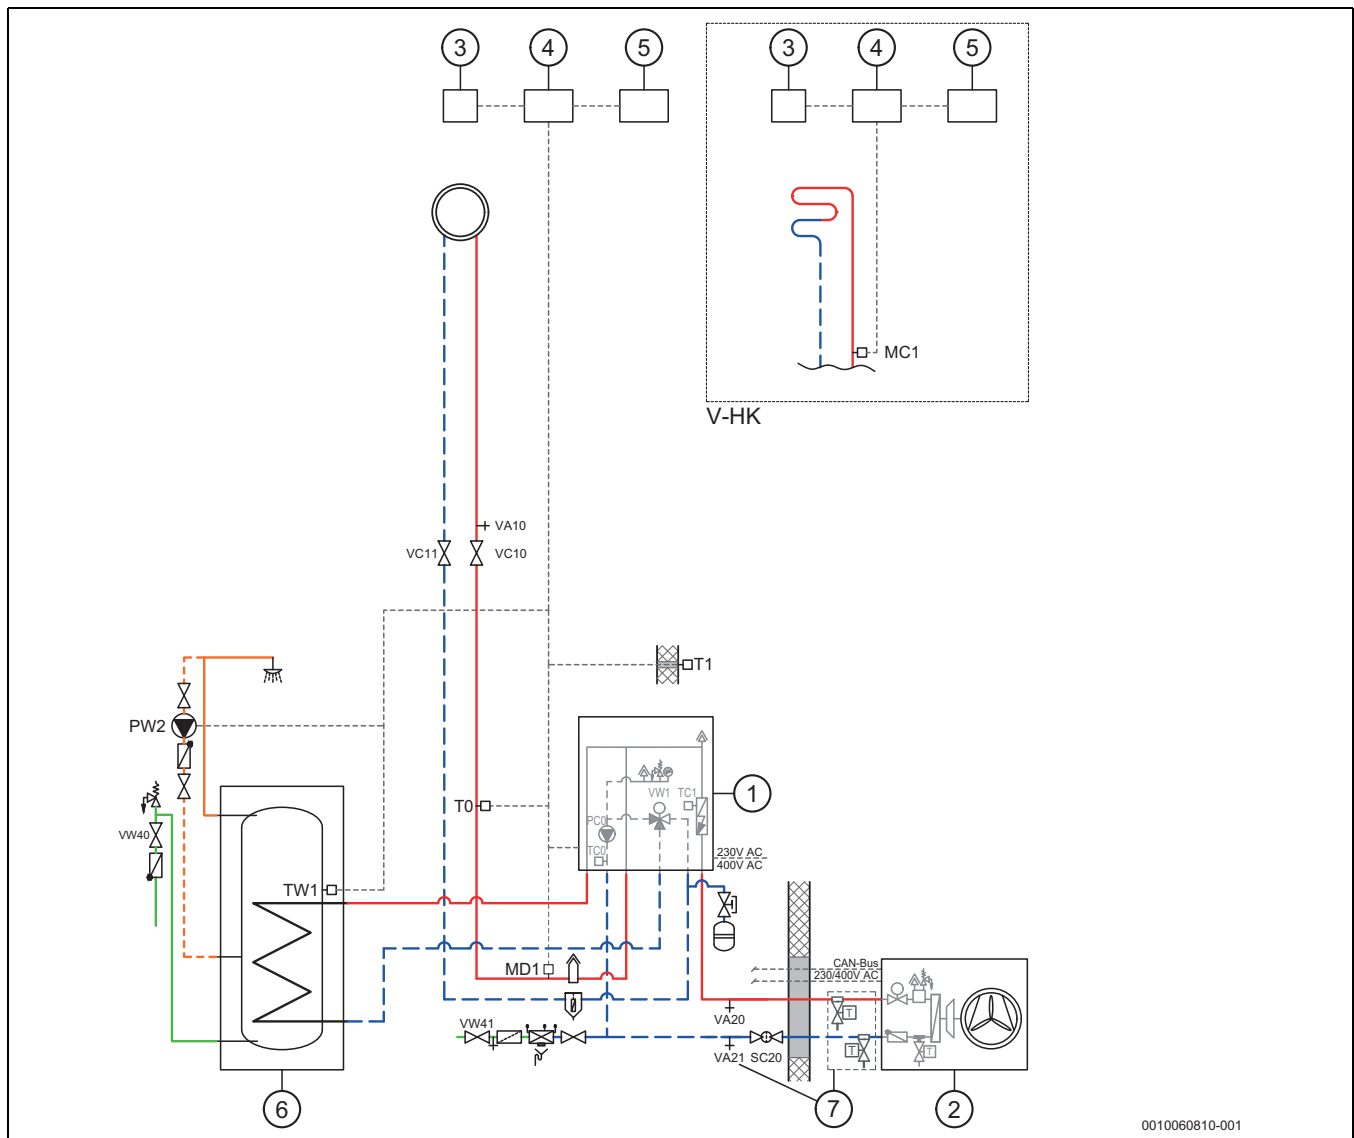 3 4 5 3 4 5
MC1
V-HK
VA10
VC11 VC10
T1
PW2
VW1 TC1
1
T0
PC0
VW40
230V AC
TC0
400V AC
TW1
MD1
CAN-Bus
230/400V AC
VW41 VA20
T
T T
VA21 SC20
6 7 2
0010060810-001